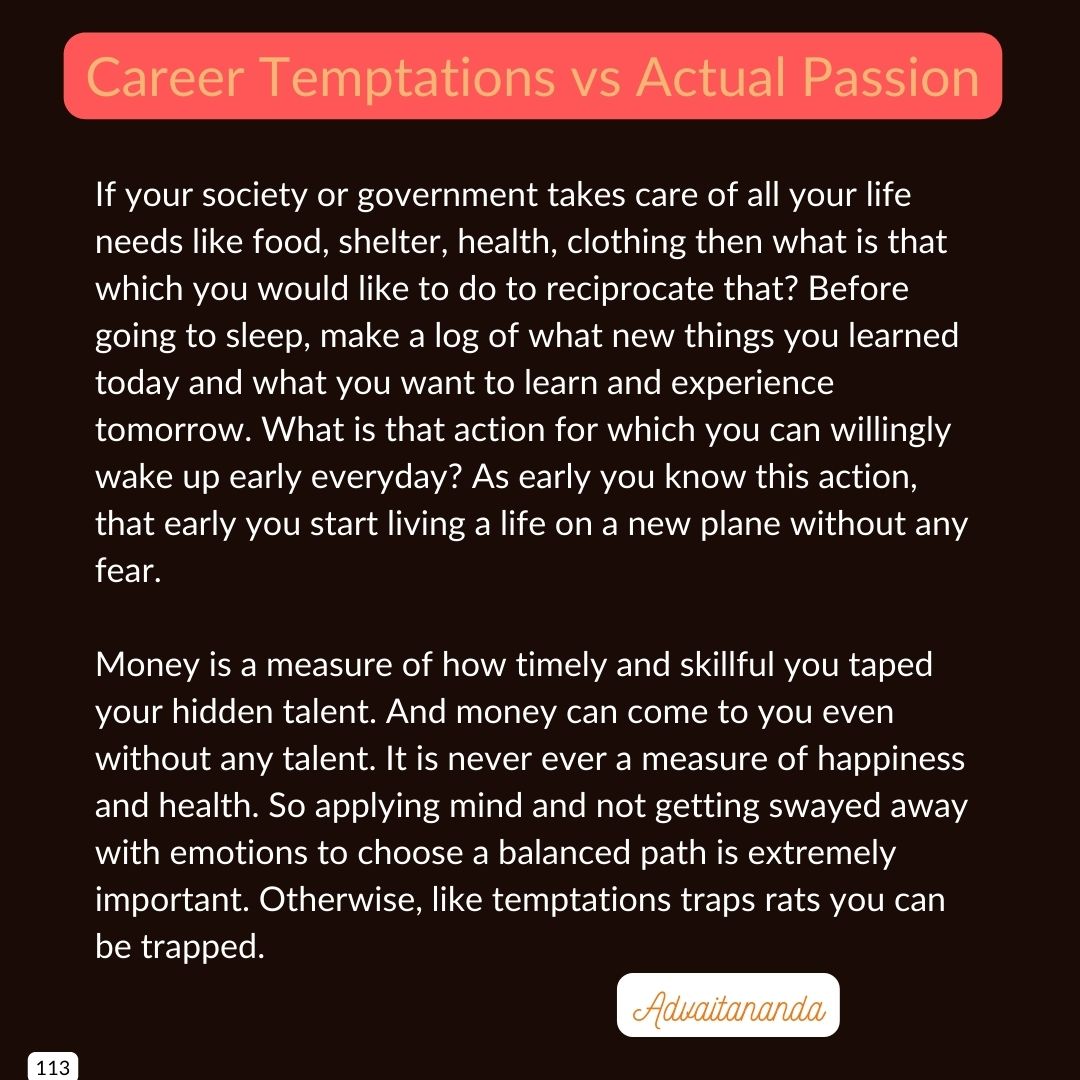 Career Temptations vs Actual Passion
If your society or government takes care of all your life
needs like food, shelter, health, clothing then what is that
which you would like to do to reciprocate that? Before
going to sleep, make a log of what new things you learned
today and what you want to learn and experience
tomorrow. What is that action for which you can willingly
wake up early everyday? As early you know this action,
that early you start living a life on a new plane without any
fear.
Money is a measure of how timely and skillful you taped
your hidden talent. And money can come to you even
without any talent. It is never ever a measure of happiness
and health. So applying mind and not getting swayed away
with emotions to choose a balanced path is extremely
important. Otherwise, like temptations traps rats you can
be trapped.
Advaitananda
113